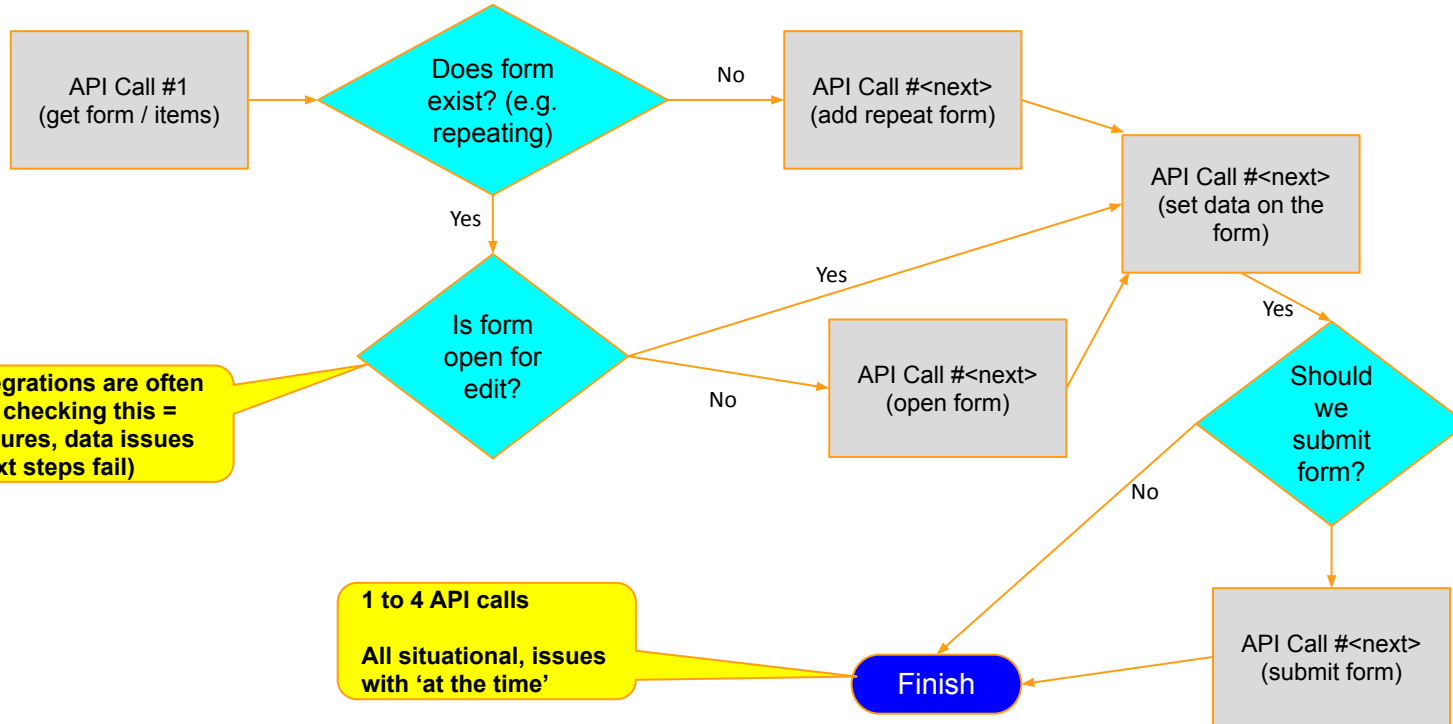 API Call #1
(get form / items)
Does form
exist? (e.g.
repeating)
No
API Call #<next>
(add repeat form)
API Call #<next>
(set data on the
form)
Yes
Yes
Yes
Is form
open for
edit?
No
API Call #<next>
(open form)
Should
we
submit
form?
often
checking this =
data issues
steps fail)
egrations are
ures,
xt
No
1 to 4 API calls
All situational, issues
with ‘at the time’
Finish
API Call #<next>
(submit form)